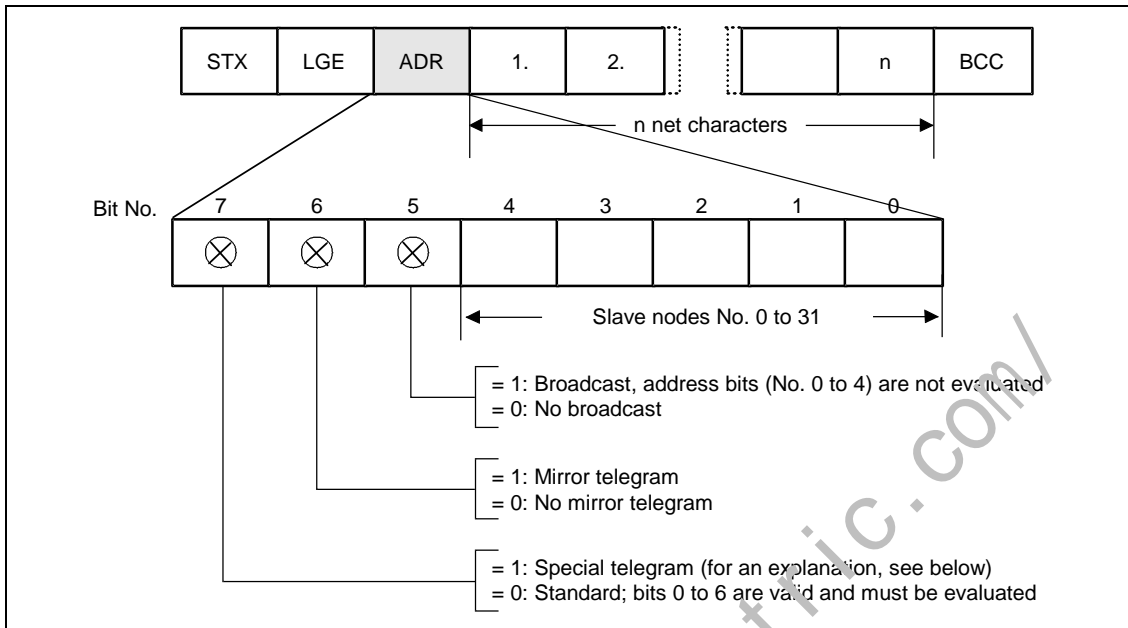 STX LGE ADR 1. 2. n BCC
n net characters
Bit No. 7 6 5 4 3 2 1 0
Slave nodes No. 0 to 31
= 1: Broadcast, address bits (No. 0 to 4) are not evaluated
= 0: No broadcast
= 1: Mirror telegram
= 0: No mirror telegram
= 1: Special telegram (for an explanation, see below)
= 0: Standard; bits 0 to 6 are valid and must be evaluated
tric.com/